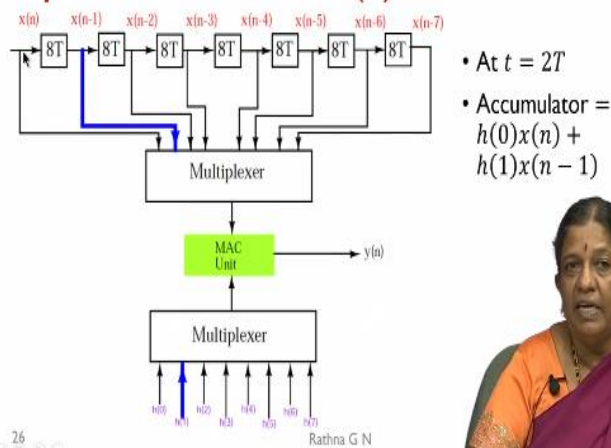 x(n) x(n-1) x(n-2) x(n-3) x(n-4) x(n-5) x(n-6) x(n-7)
8T 8T 8T 8T 8T 8T 8T
• At t = 2T
• Accumulator =
h(0)x(n) +
h(1)x(n − 1)
Multiplexer
MAC
Unit
y(n)
Multiplexer
h(0) h(1) h(2) h(3) h(4) h(5) h(6) h(7)
26
Rathna G N